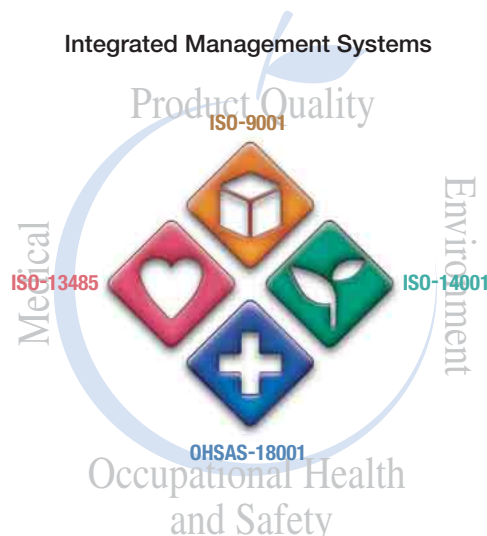 Integrated Management Systems
Product Quality
ISO-9001
Medical
ISO-13485
Environment
ISO-14001
OHSAS-18001
Occupational Health
and Safety